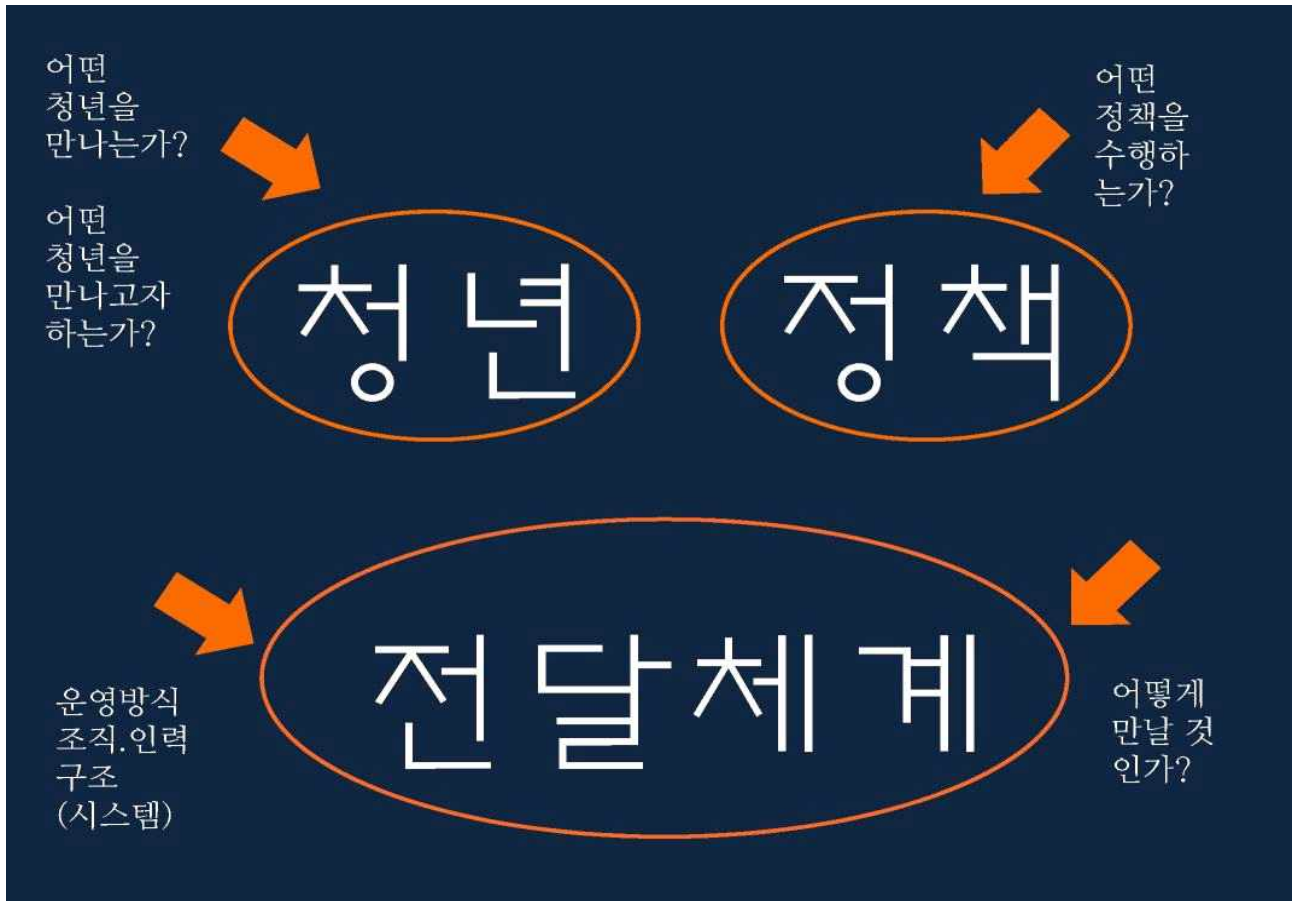 어떤
청년을
만나는가?
어떤
청년을
만나고자
하는가?
어떤
정책을
수행하
는가?
청년
정책
전달체계
운영방식
조직.인력
구조
(시스템)
어떻게
만날 것
인가?